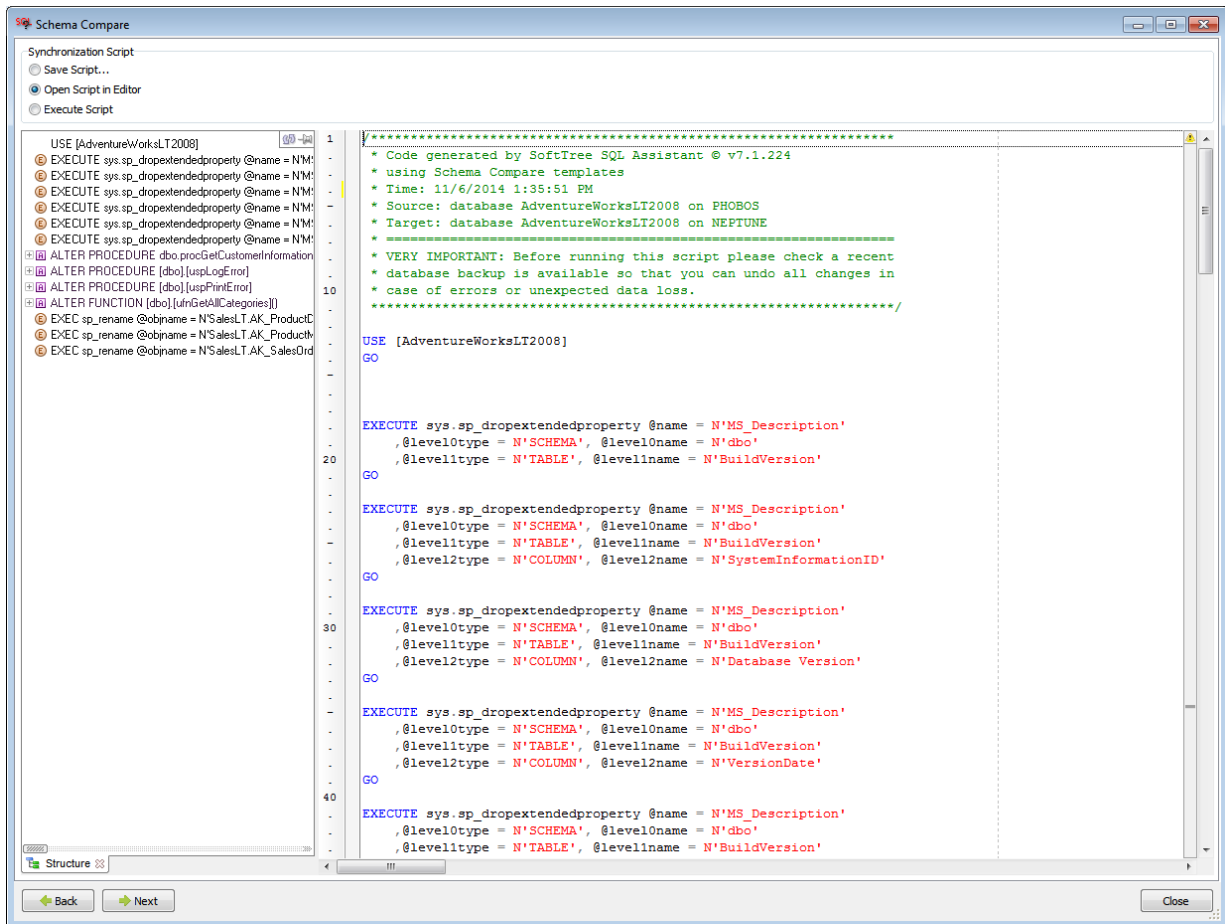 Schema Compare
Synchronization Script
Save Script...
Open Script in Editor
Execute Script
USE [AdventureWorksLT2008]
EXECUTE sys.sp_dropextendedproperty @name = N'MS
EXECUTE sys.sp_dropextendedproperty @name = N'MS
EXECUTE sys.sp_dropextendedproperty @name = N'MS
EXECUTE sys.sp_dropextendedproperty @name = N'MS
EXECUTE sys.sp_dropextendedproperty @name = N'MS
EXECUTE sys.sp_dropextendedproperty @name = N'MS
ALTER PROCEDURE dbo.procGetCustomerInformation
ALTER PROCEDURE [dbo].[uspLogError]
ALTER PROCEDURE [dbo].[uspPrintError]
ALTER FUNCTION [dbo].[ufnGetAllCategories]()
EXEC sp_rename @objname = N'SalesLT.AK_ProductD
EXEC sp_rename @objname = N'SalesLT.AK_ProductM
EXEC sp_rename @objname = N'SalesLT.AK_SalesOrd
Structure
1
/******************************************************************
* Code generated by SoftTree SQL Assistant © v7.1.224
* using Schema Compare templates
* Time: 11/6/2014 1:35:51 PM
* Source: database AdventureWorksLT2008 on PHOBOS
* Target: database AdventureWorksLT2008 on NEPTUNE
* ================================================================
* VERY IMPORTANT: Before running this script please check a recent
* database backup is available so that you can undo all changes in
10 * case of errors or unexpected data loss.
******************************************************************/
USE [AdventureWorksLT2008]
GO
EXECUTE sys.sp_dropextendedproperty @name = N'MS_Description'
,@level0type = N'SCHEMA', @level0name = N'dbo'
20 ,@level1type = N'TABLE', @level1name = N'BuildVersion'
GO
EXECUTE sys.sp_dropextendedproperty @name = N'MS_Description'
,@level0type = N'SCHEMA', @level0name = N'dbo'
,@level1type = N'TABLE', @level1name = N'BuildVersion'
,@level2type = N'COLUMN', @level2name = N'SystemInformationID'
GO
EXECUTE sys.sp_dropextendedproperty @name = N'MS_Description'
30 ,@level0type = N'SCHEMA', @level0name = N'dbo'
,@level1type = N'TABLE', @level1name = N'BuildVersion'
,@level2type = N'COLUMN', @level2name = N'Database Version'
GO
EXECUTE sys.sp_dropextendedproperty @name = N'MS_Description'
,@level0type = N'SCHEMA', @level0name = N'dbo'
,@level1type = N'TABLE', @level1name = N'BuildVersion'
,@level2type = N'COLUMN', @level2name = N'VersionDate'
GO
40
EXECUTE sys.sp_dropextendedproperty @name = N'MS_Description'
,@level0type = N'SCHEMA', @level0name = N'dbo'
,@level1type = N'TABLE', @level1name = N'BuildVersion'
Back
Next
Close